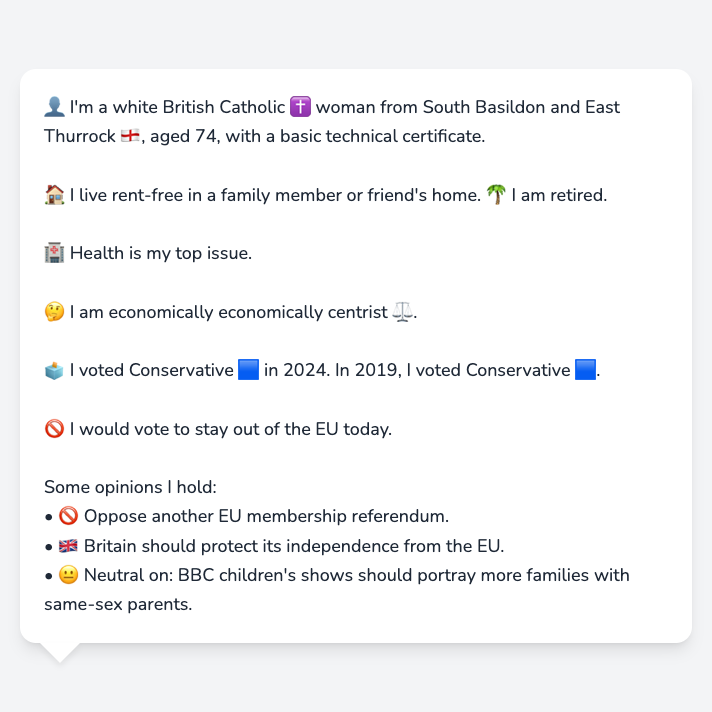 👤 I'm a white British Catholic ✝️ woman from South Basildon and East
Thurrock 🏴󠁧󠁢󠁥󠁮󠁧󠁿, aged 74, with a basic technical certificate.
🏠 I live rent-free in a family member or friend's home. 🌴 I am retired.
🏥 Health is my top issue.
🤔 I am economically economically centrist ⚖️.
🗳️ I voted Conservative 🟦 in 2024. In 2019, I voted Conservative 🟦.
🚫 I would vote to stay out of the EU today.
Some opinions I hold:
• 🚫 Oppose another EU membership referendum.
• 🇬🇧 Britain should protect its independence from the EU.
• 😐 Neutral on: BBC children's shows should portray more families with
same-sex parents.